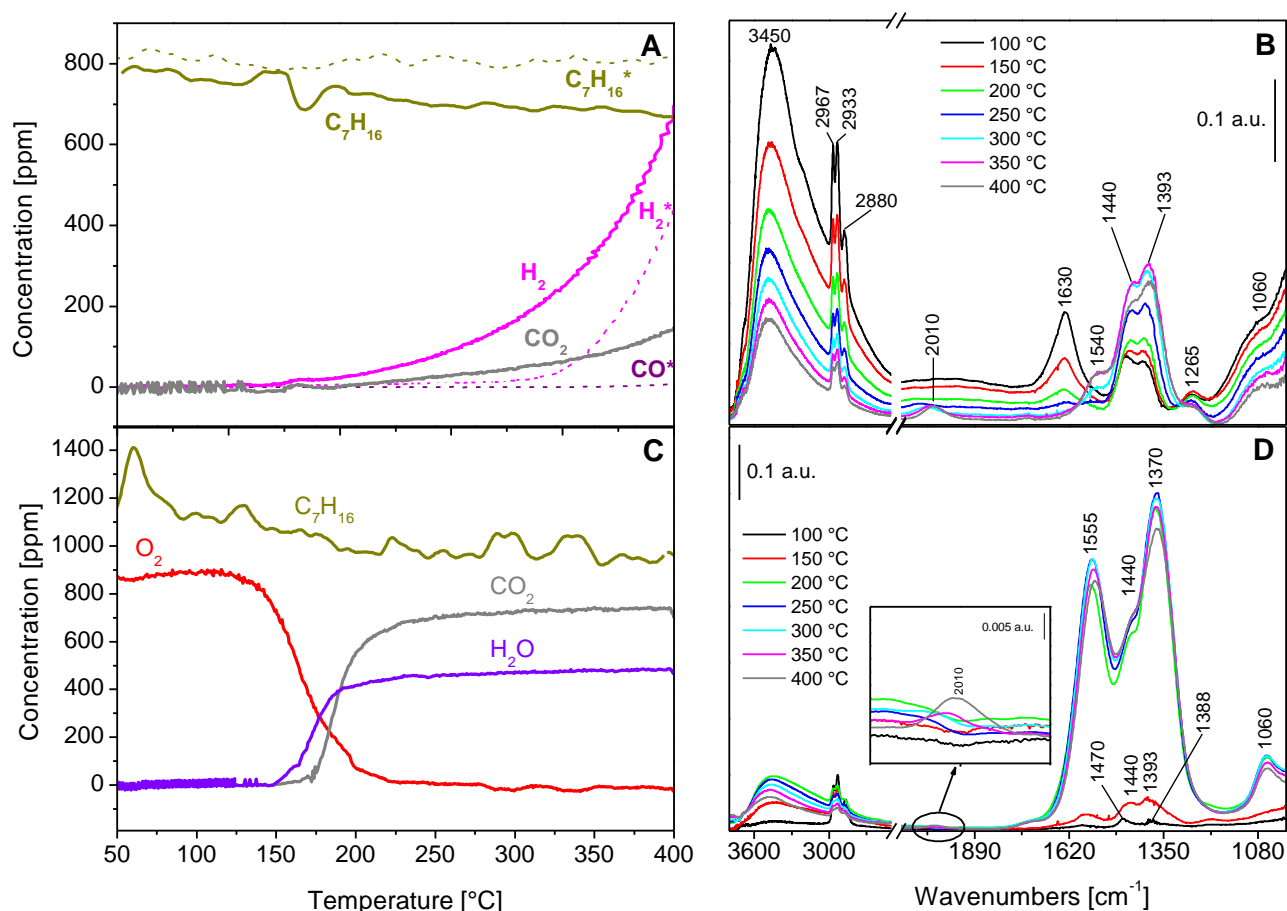 A
800
600
400
200
0
Concentration [ppm]
C₇H₁₆*
C₇H₁₆
H₂*
H₂
CO₂
CO*
B
3450
2967
2933
2880
2010
1630
1540
1440
1393
1265
1060
100 °C
150 °C
200 °C
250 °C
300 °C
350 °C
400 °C
0.1 a.u.
C
1400
1200
1000
800
600
400
200
0
Concentration [ppm]
C₇H₁₆
O₂
CO₂
H₂O
50 100 150 200 250 300 350 400
Temperature [°C]
D
0.1 a.u.
100 °C
150 °C
200 °C
250 °C
300 °C
350 °C
400 °C
0.005 a.u.
2010
1555
1440
1370
1470
1440
1393
1388
1060
3600 3000 1890 1620 1350 1080
Wavenumbers [cm⁻¹]